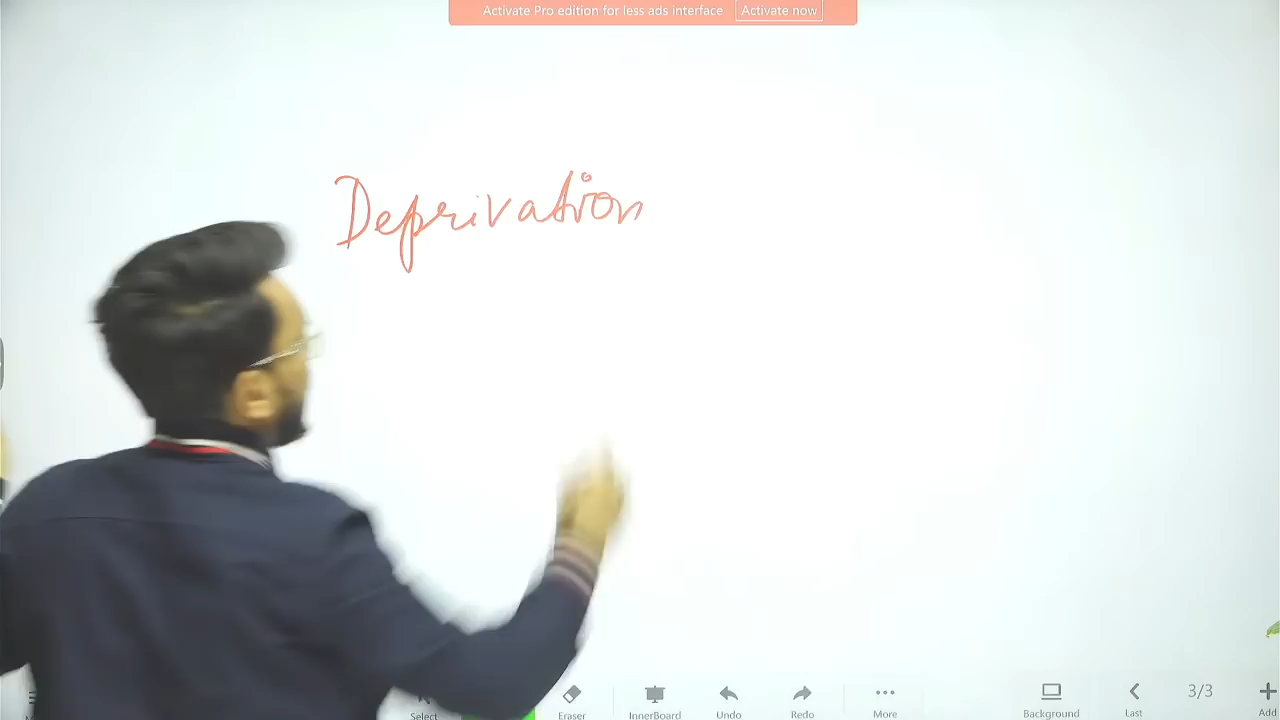 Activate Pro edition for less ads interface Activate now
Deprivation
Select Eraser InnerBoard Undo Redo More Background Last 3/3 Add